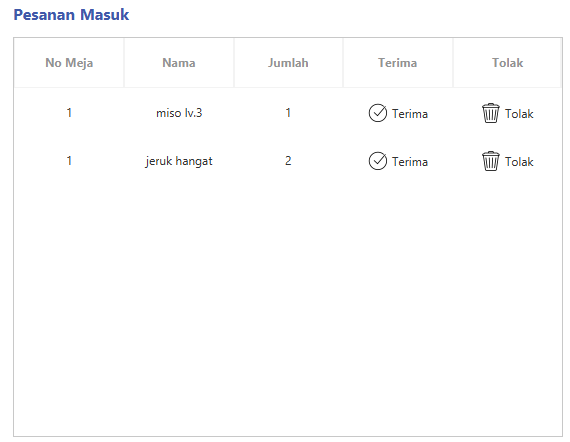 Pesanan Masuk
No Meja Nama Jumlah Terima Tolak
1 miso lv.3 1 Terima Tolak
1 jeruk hangat 2 Terima Tolak